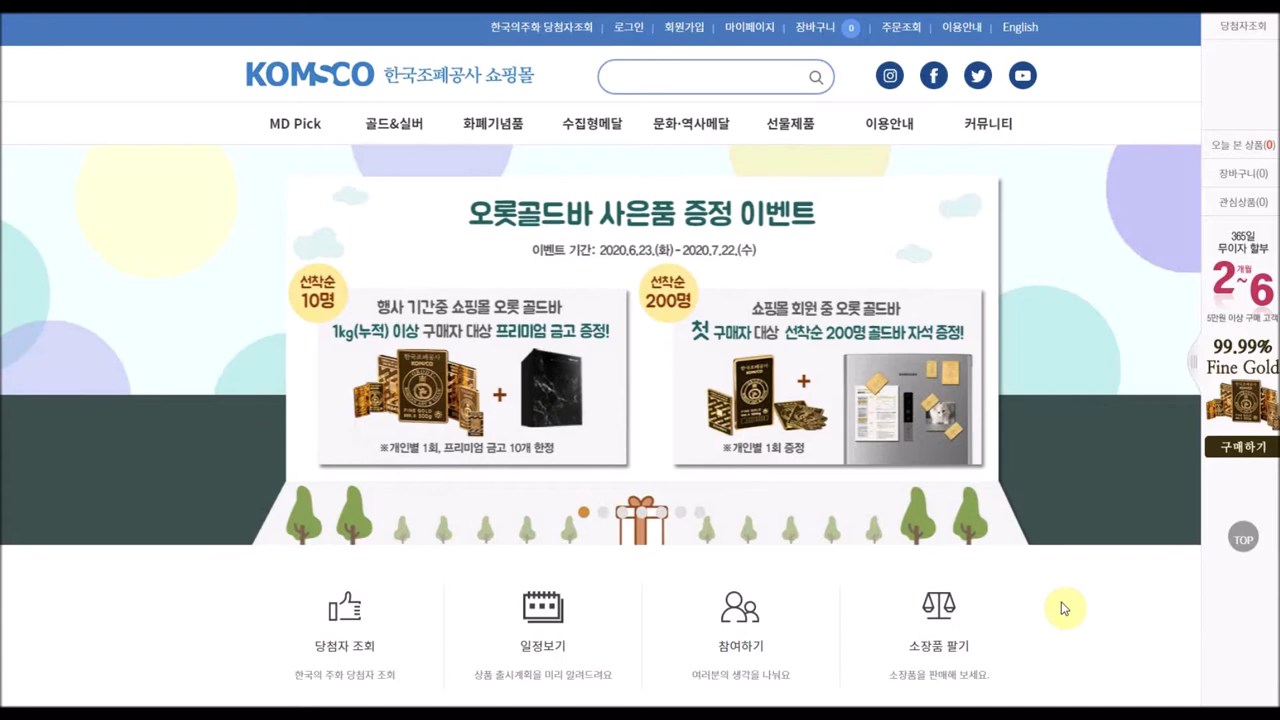 한국의주화 당첨자조회 | 로그인 | 회원가입 | 마이페이지 | 장바구니 0 | 주문조회 | 이용안내 | English
당첨자조회
KOMSCO 한국조폐공사 쇼핑몰
MD Pick 골드&실버 화폐기념품 수집형메달 문화·역사메달 선물제품 이용안내 커뮤니티
오롯골드바 사은품 증정 이벤트
이벤트 기간: 2020.6.23.(화)-2020.7.22.(수)
선착순
10명
행사 기간중 쇼핑몰 오롯 골드바
1kg(누적) 이상 구매자 대상 프리미엄 금고 증정!
한국조폐공사
KOMSCO
FINE GOLD
※개인별 1회, 프리미엄 금고 10개 한정
선착순
200명
쇼핑몰 회원 중 오롯 골드바
첫 구매자 대상 선착순 200명 골드바 자석 증정!
※개인별 1회 증정
오늘 본 상품(0)
장바구니(0)
관심상품(0)
365일
무이자 할부
2개월~6
5만원 이상 구매 고객
99.99%
Fine Gold
구매하기
TOP
당첨자 조회
한국의 주화 당첨자 조회
일정보기
상품 출시계획을 미리 알려드려요
참여하기
여러분의 생각을 나눠요
소장품 팔기
소장품을 판매해 보세요.